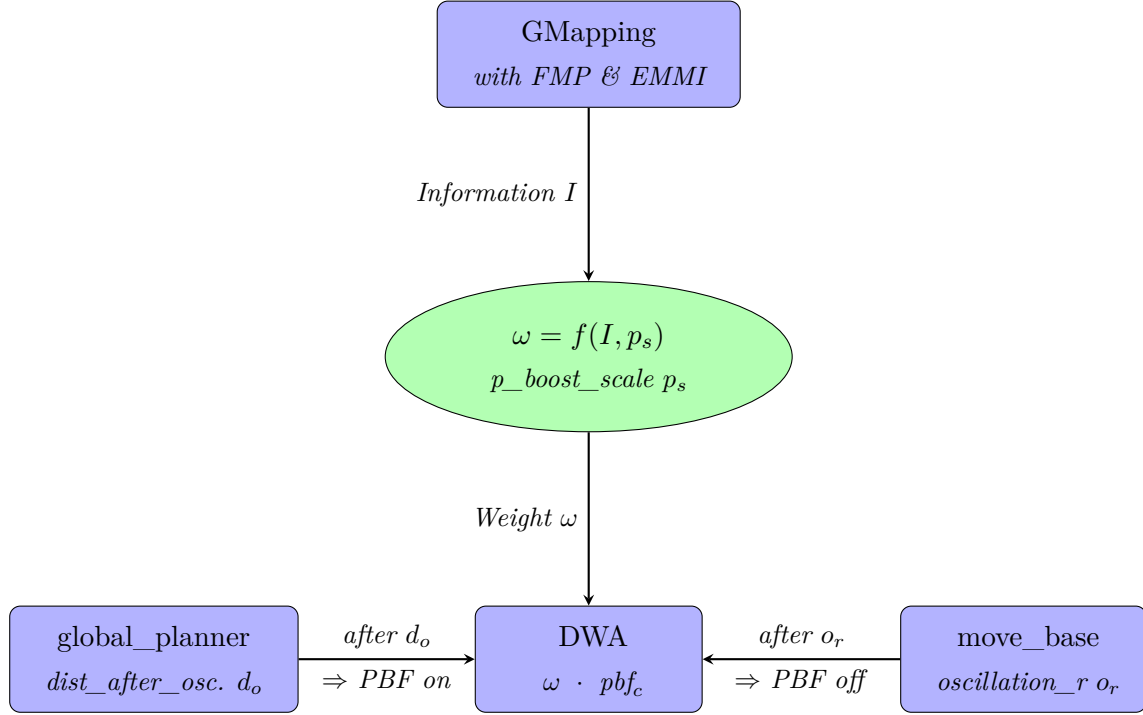 GMapping
with FMP & EMMI
Information I
ω = f(I, p_s)
p_boost_scale p_s
Weight ω
global_planner
dist_after_osc. d_o
after d_o
⇒ PBF on
DWA
ω · pbf_c
after o_r
⇒ PBF off
move_base
oscillation_r o_r